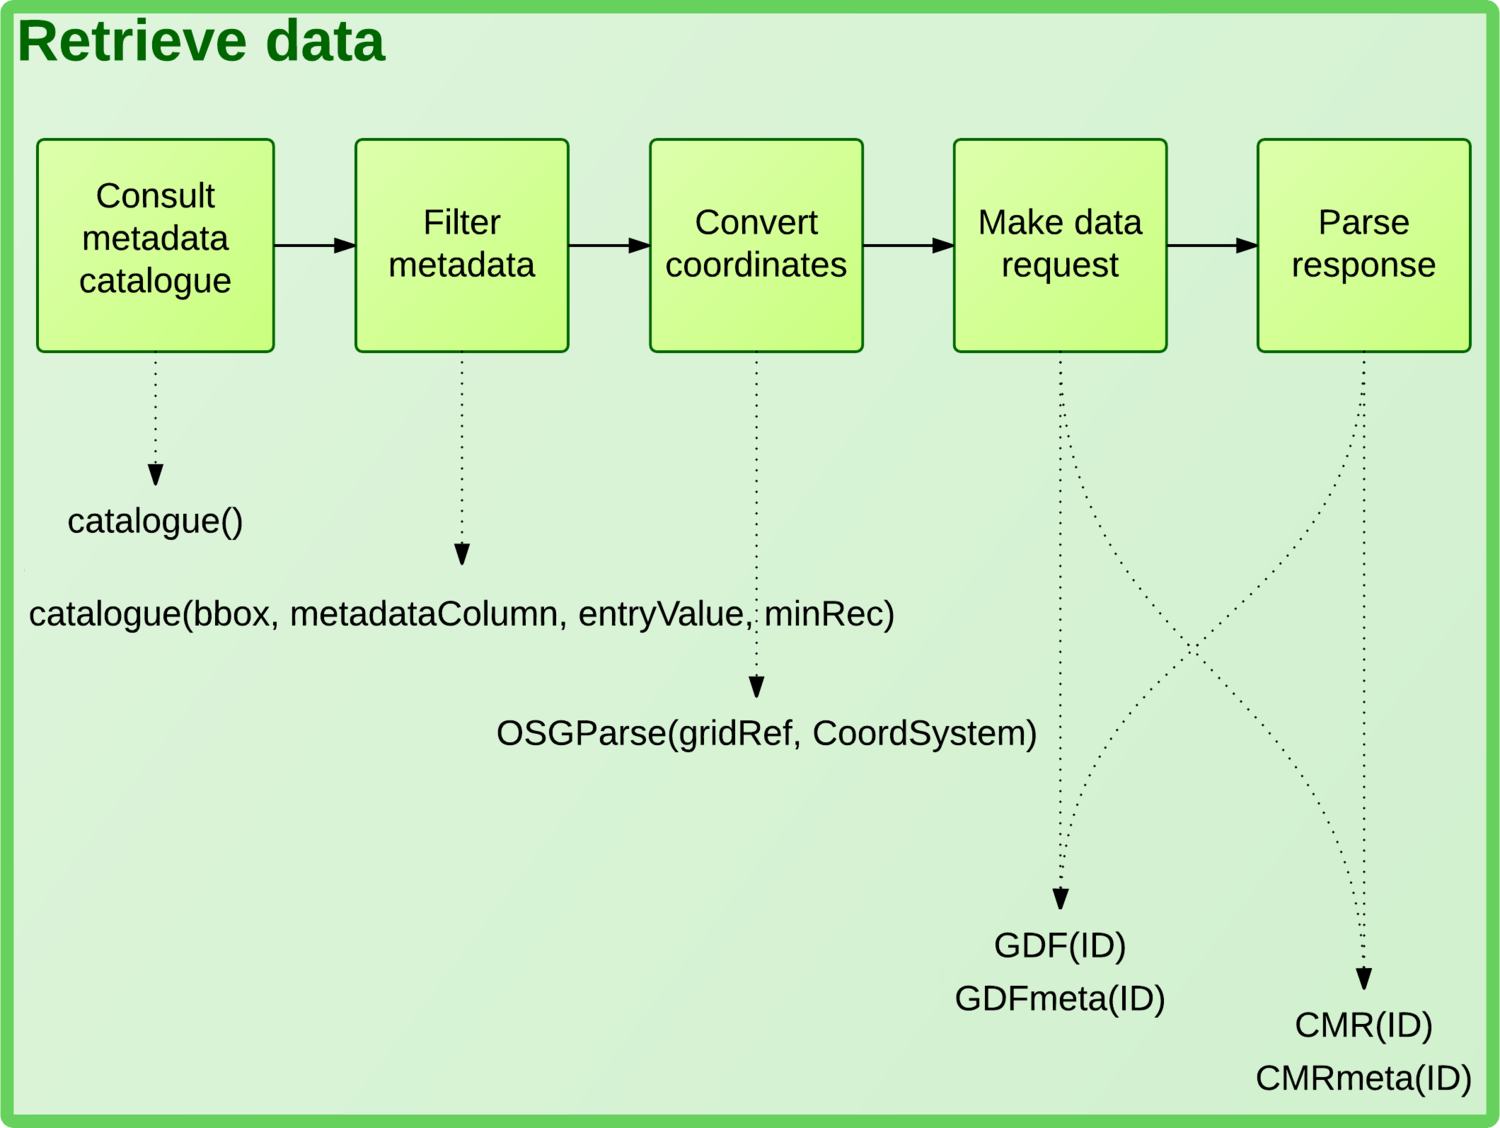 Retrieve data
Consult
metadata
catalogue
Filter
metadata
Convert
coordinates
Make data
request
Parse
response
catalogue()
catalogue(bbox, metadataColumn, entryValue, minRec)
OSGParse(gridRef, CoordSystem)
GDF(ID)
GDFmeta(ID)
CMR(ID)
CMRmeta(ID)